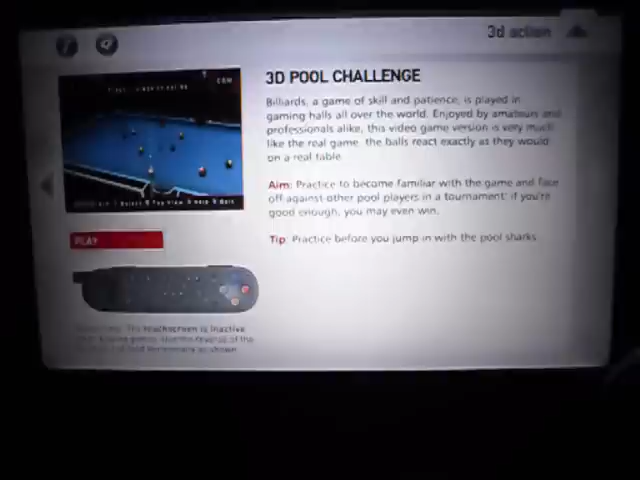 3d action
3D POOL CHALLENGE
COM
Billiards, a game of skill and patience, is played in
gaming halls all over the world. Enjoyed by amateurs and
professionals alike, this video game version is very much
like the real game, the balls react exactly as they would
on a real table.
Aim: Practice to become familiar with the game and face
off against other pool players in a tournament; if you're
good enough, you may even win.
PLAY
Tip: Practice before you jump in with the pool sharks.
touchscreen is inactive